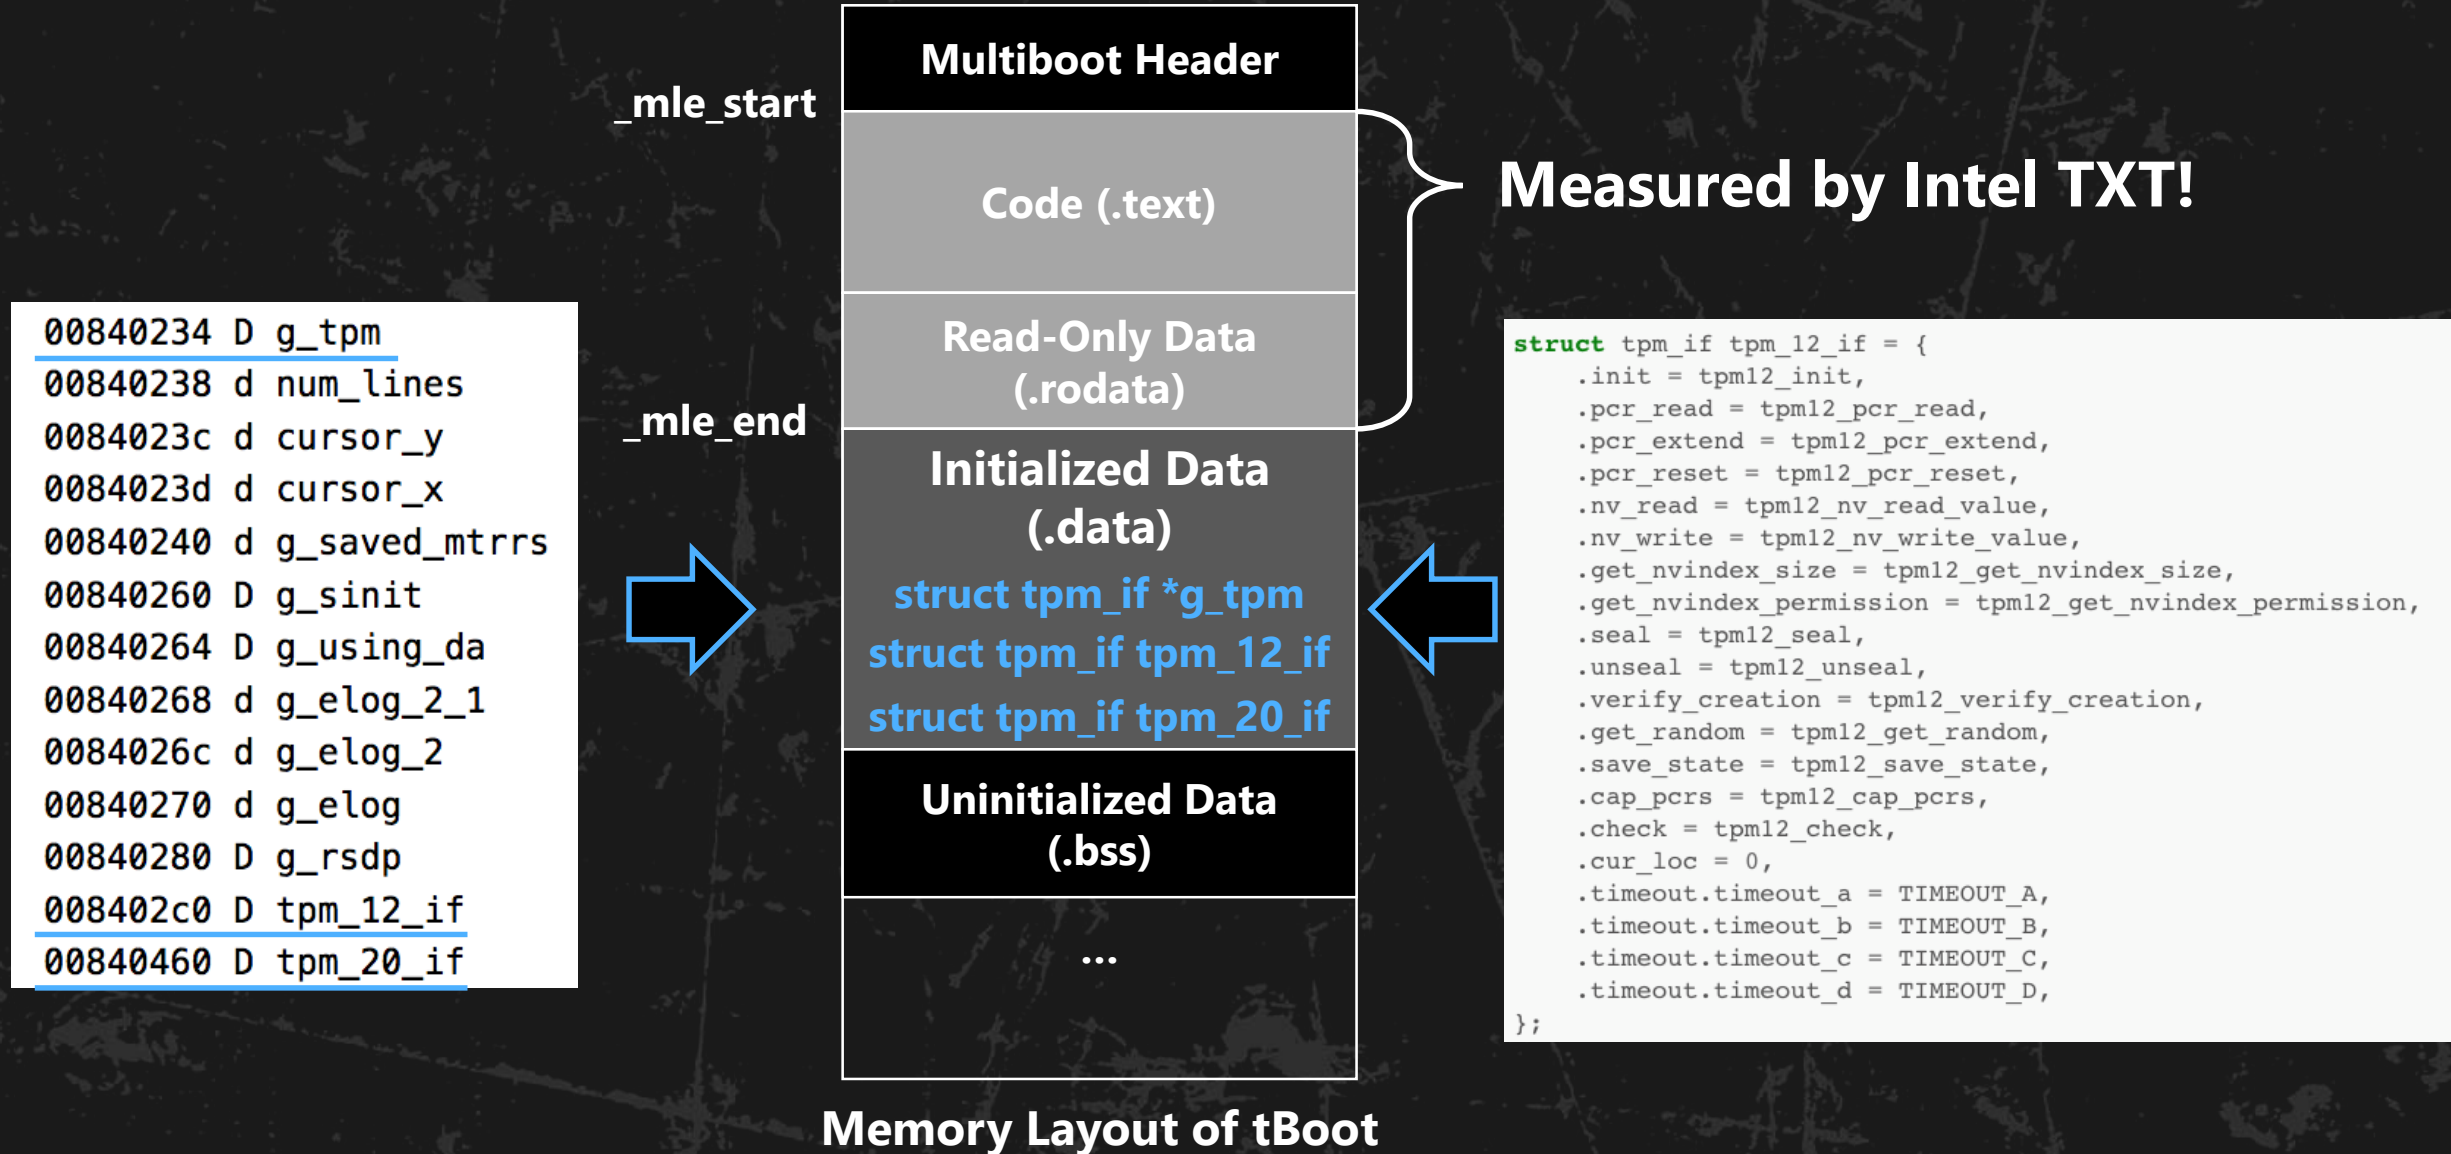 Multiboot Header
_mle_start
Code (.text)
Measured by Intel TXT!
Read-Only Data
(.rodata)
_mle_end
Initialized Data
(.data)
struct tpm_if *g_tpm
struct tpm_if tpm_12_if
struct tpm_if tpm_20_if
Uninitialized Data
(.bss)
...
Memory Layout of tBoot
00840234 D g_tpm
00840238 d num_lines
0084023c d cursor_y
0084023d d cursor_x
00840240 d g_saved_mtrrs
00840260 D g_sinit
00840264 D g_using_da
00840268 d g_elog_2_1
0084026c d g_elog_2
00840270 d g_elog
00840280 D g_rsdp
008402c0 D tpm_12_if
00840460 D tpm_20_if
struct tpm_if tpm_12_if = {
    .init = tpm12_init,
    .pcr_read = tpm12_pcr_read,
    .pcr_extend = tpm12_pcr_extend,
    .pcr_reset = tpm12_pcr_reset,
    .nv_read = tpm12_nv_read_value,
    .nv_write = tpm12_nv_write_value,
    .get_nvindex_size = tpm12_get_nvindex_size,
    .get_nvindex_permission = tpm12_get_nvindex_permission,
    .seal = tpm12_seal,
    .unseal = tpm12_unseal,
    .verify_creation = tpm12_verify_creation,
    .get_random = tpm12_get_random,
    .save_state = tpm12_save_state,
    .cap_pcrs = tpm12_cap_pcrs,
    .check = tpm12_check,
    .cur_loc = 0,
    .timeout.timeout_a = TIMEOUT_A,
    .timeout.timeout_b = TIMEOUT_B,
    .timeout.timeout_c = TIMEOUT_C,
    .timeout.timeout_d = TIMEOUT_D,
};